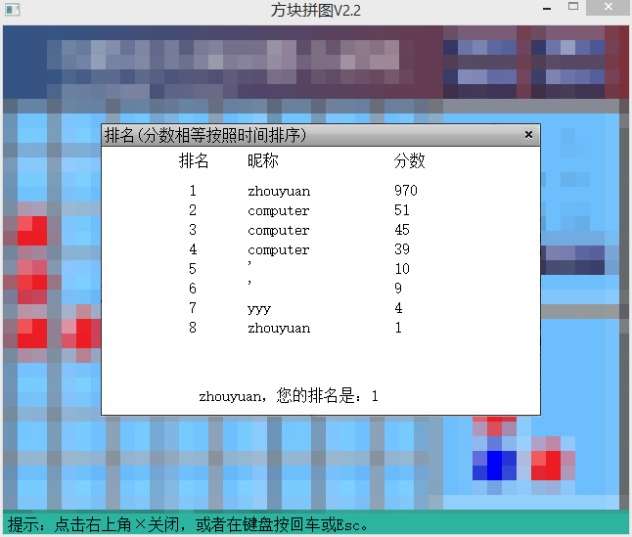 方块拼图V2.2
排名(分数相等按照时间排序)
排名 昵称 分数
1 zhouyuan 970
2 computer 51
3 computer 45
4 computer 39
5 ' 10
6 ' 9
7 yyy 4
8 zhouyuan 1
zhouyuan，您的排名是：1
提示：点击右上角×关闭，或者在键盘按回车或Esc。